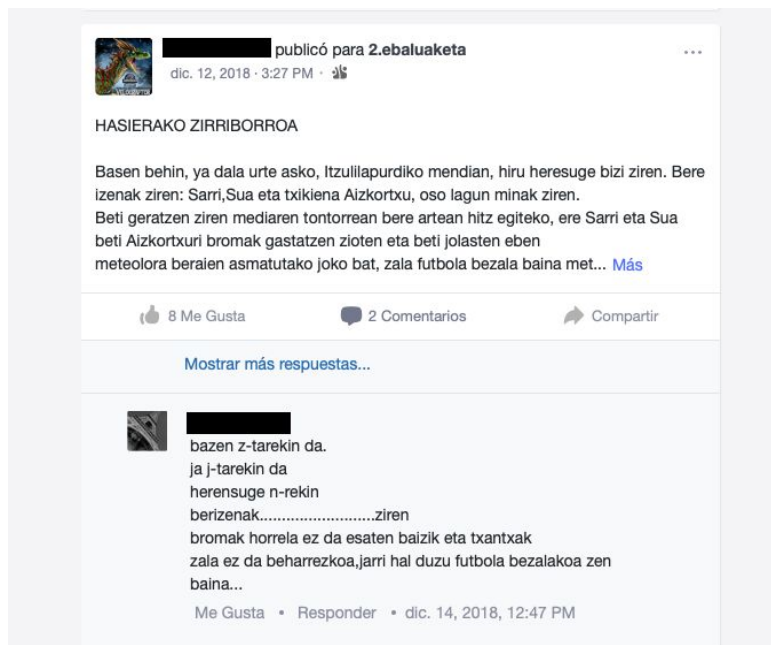 publicó para 2.ebaluaketa
dic. 12, 2018 · 3:27 PM ·
HASIERAKO ZIRRIBORROA
Basen behin, ya dala urte asko, Itzulilapurdiko mendian, hiru heresuge bizi ziren. Bere
izenak ziren: Sarri,Sua eta txikiena Aizkortxu, oso lagun minak ziren.
Beti geratzen ziren mediaren tontorrean bere artean hitz egiteko, ere Sarri eta Sua
beti Aizkortxuri bromak gastatzen zioten eta beti jolasten eben
meteolora beraien asmatutako joko bat, zala futbola bezala baina met... Más
8 Me Gusta
2 Comentarios
Compartir
Mostrar más respuestas...
bazen z-tarekin da.
ja j-tarekin da
herensuge n-rekin
berizenak..........................ziren
bromak horrela ez da esaten baizik eta txantxak
zala ez da beharrezkoa,jarri hal duzu futbola bezalakoa zen
baina...
Me Gusta • Responder • dic. 14, 2018, 12:47 PM